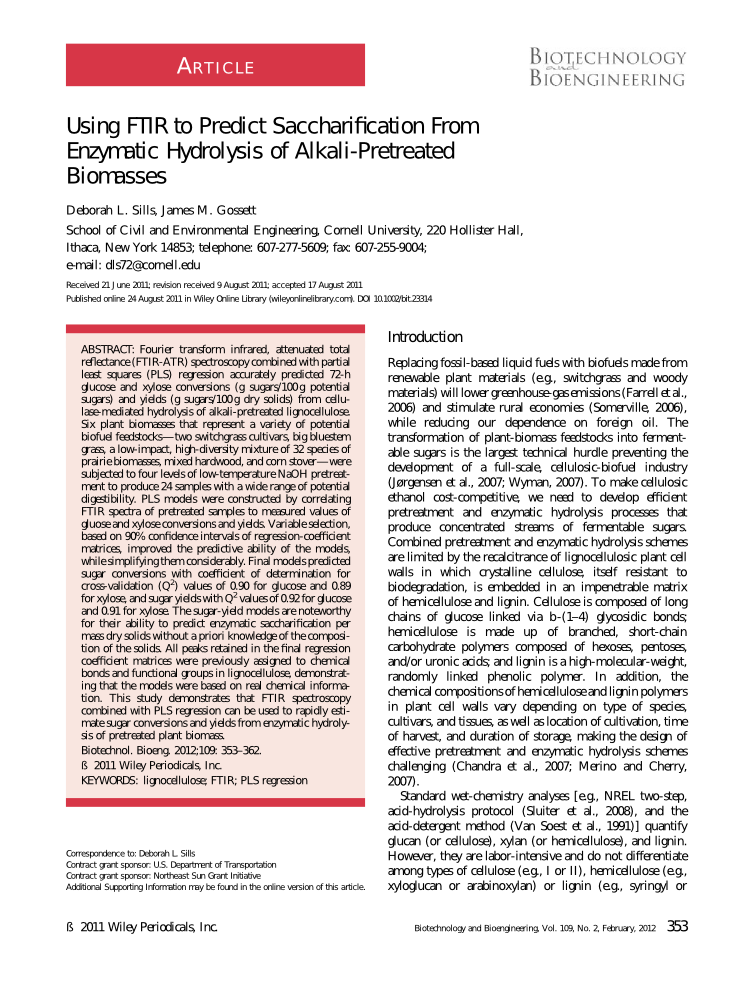 ARTICLE
BIOTECHNOLOGY
and
BIOENGINEERING
Using FTIR to Predict Saccharification From
Enzymatic Hydrolysis of Alkali-Pretreated
Biomasses
Deborah L. Sills, James M. Gossett
School of Civil and Environmental Engineering, Cornell University, 220 Hollister Hall,
Ithaca, New York 14853; telephone: 607-277-5609; fax: 607-255-9004;
e-mail: dls72@cornell.edu
Received 21 June 2011; revision received 9 August 2011; accepted 17 August 2011
Published online 24 August 2011 in Wiley Online Library (wileyonlinelibrary.com). DOI 10.1002/bit.23314
ABSTRACT: Fourier transform infrared, attenuated total
reflectance (FTIR-ATR) spectroscopy combined with partial
least squares (PLS) regression accurately predicted 72-h
glucose and xylose conversions (g sugars/100 g potential
sugars) and yields (g sugars/100 g dry solids) from cellu-
lase-mediated hydrolysis of alkali-pretreated lignocellulose.
Six plant biomasses that represent a variety of potential
biofuel feedstocks—two switchgrass cultivars, big bluestem
grass, a low-impact, high-diversity mixture of 32 species of
prairie biomasses, mixed hardwood, and corn stover—were
subjected to four levels of low-temperature NaOH pretreat-
ment to produce 24 samples with a wide range of potential
digestibility. PLS models were constructed by correlating
FTIR spectra of pretreated samples to measured values of
gluose and xylose conversions and yields. Variable selection,
based on 90% confidence intervals of regression-coefficient
matrices, improved the predictive ability of the models,
while simplifying them considerably. Final models predicted
sugar conversions with coefficient of determination for
cross-validation (Q²) values of 0.90 for glucose and 0.89
for xylose, and sugar yields with Q² values of 0.92 for glucose
and 0.91 for xylose. The sugar-yield models are noteworthy
for their ability to predict enzymatic saccharification per
mass dry solids without a priori knowledge of the composi-
tion of the solids. All peaks retained in the final regression
coefficient matrices were previously assigned to chemical
bonds and functional groups in lignocellulose, demonstrat-
ing that the models were based on real chemical informa-
tion. This study demonstrates that FTIR spectroscopy
combined with PLS regression can be used to rapidly esti-
mate sugar conversions and yields from enzymatic hydroly-
sis of pretreated plant biomass.
Biotechnol. Bioeng. 2012;109: 353–362.
ß 2011 Wiley Periodicals, Inc.
KEYWORDS: lignocellulose; FTIR; PLS regression
Correspondence to: Deborah L. Sills
Contract grant sponsor: U.S. Department of Transportation
Contract grant sponsor: Northeast Sun Grant Initiative
Additional Supporting Information may be found in the online version of this article.
Introduction
Replacing fossil-based liquid fuels with biofuels made from
renewable plant materials (e.g., switchgrass and woody
materials) will lower greenhouse-gas emissions (Farrell et al.,
2006) and stimulate rural economies (Somerville, 2006),
while reducing our dependence on foreign oil. The
transformation of plant-biomass feedstocks into ferment-
able sugars is the largest technical hurdle preventing the
development of a full-scale, cellulosic-biofuel industry
(Jørgensen et al., 2007; Wyman, 2007). To make cellulosic
ethanol cost-competitive, we need to develop efficient
pretreatment and enzymatic hydrolysis processes that
produce concentrated streams of fermentable sugars.
Combined pretreatment and enzymatic hydrolysis schemes
are limited by the recalcitrance of lignocellulosic plant cell
walls in which crystalline cellulose, itself resistant to
biodegradation, is embedded in an impenetrable matrix
of hemicellulose and lignin. Cellulose is composed of long
chains of glucose linked via b-(1–4) glycosidic bonds;
hemicellulose is made up of branched, short-chain
carbohydrate polymers composed of hexoses, pentoses,
and/or uronic acids; and lignin is a high-molecular-weight,
randomly linked phenolic polymer. In addition, the
chemical compositions of hemicellulose and lignin polymers
in plant cell walls vary depending on type of species,
cultivars, and tissues, as well as location of cultivation, time
of harvest, and duration of storage, making the design of
effective pretreatment and enzymatic hydrolysis schemes
challenging (Chandra et al., 2007; Merino and Cherry,
2007).
Standard wet-chemistry analyses [e.g., NREL two-step,
acid-hydrolysis protocol (Sluiter et al., 2008), and the
acid-detergent method (Van Soest et al., 1991)] quantify
glucan (or cellulose), xylan (or hemicellulose), and lignin.
However, they are labor-intensive and do not differentiate
among types of cellulose (e.g., I or II), hemicellulose (e.g.,
xyloglucan or arabinoxylan) or lignin (e.g., syringyl or
ß 2011 Wiley Periodicals, Inc.
Biotechnology and Bioengineering, Vol. 109, No. 2, February, 2012 353